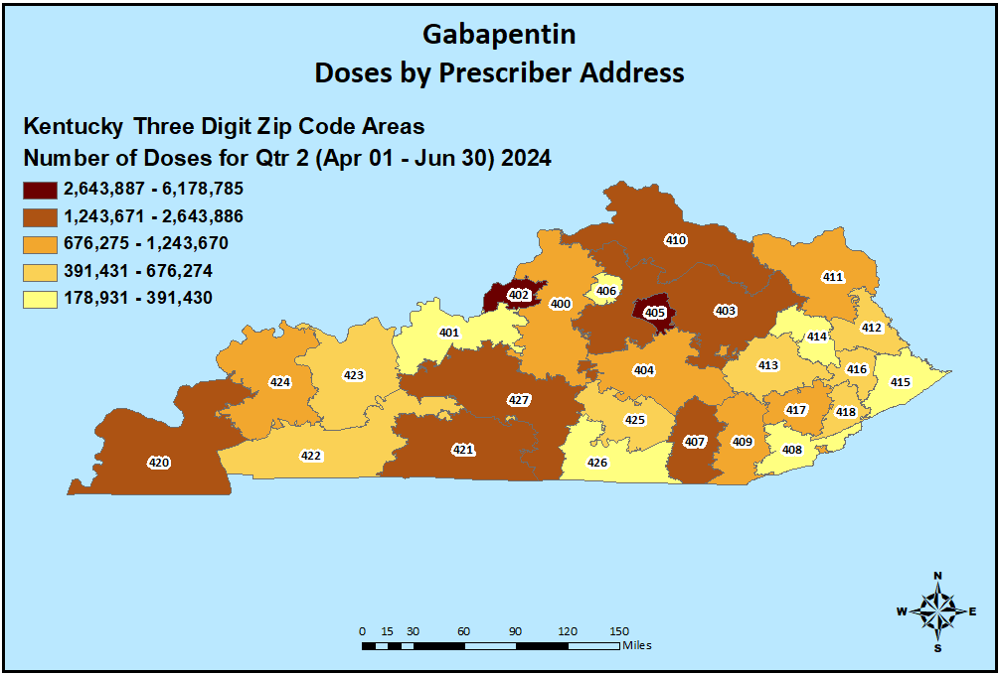 Gabapentin
Doses by Prescriber Address
Kentucky Three Digit Zip Code Areas
Number of Doses for Qtr 2 (Apr 01 - Jun 30) 2024
2,643,887 - 6,178,785
1,243,671 - 2,643,886
676,275 - 1,243,670
391,431 - 676,274
178,931 - 391,430
410
411
406
402
400
405
403
412
401
414
413
416
404
415
423
424
427
417
418
425
407
409
408
421
422
420
426
N
W E
S
0 15 30 60 90 120 150
Miles